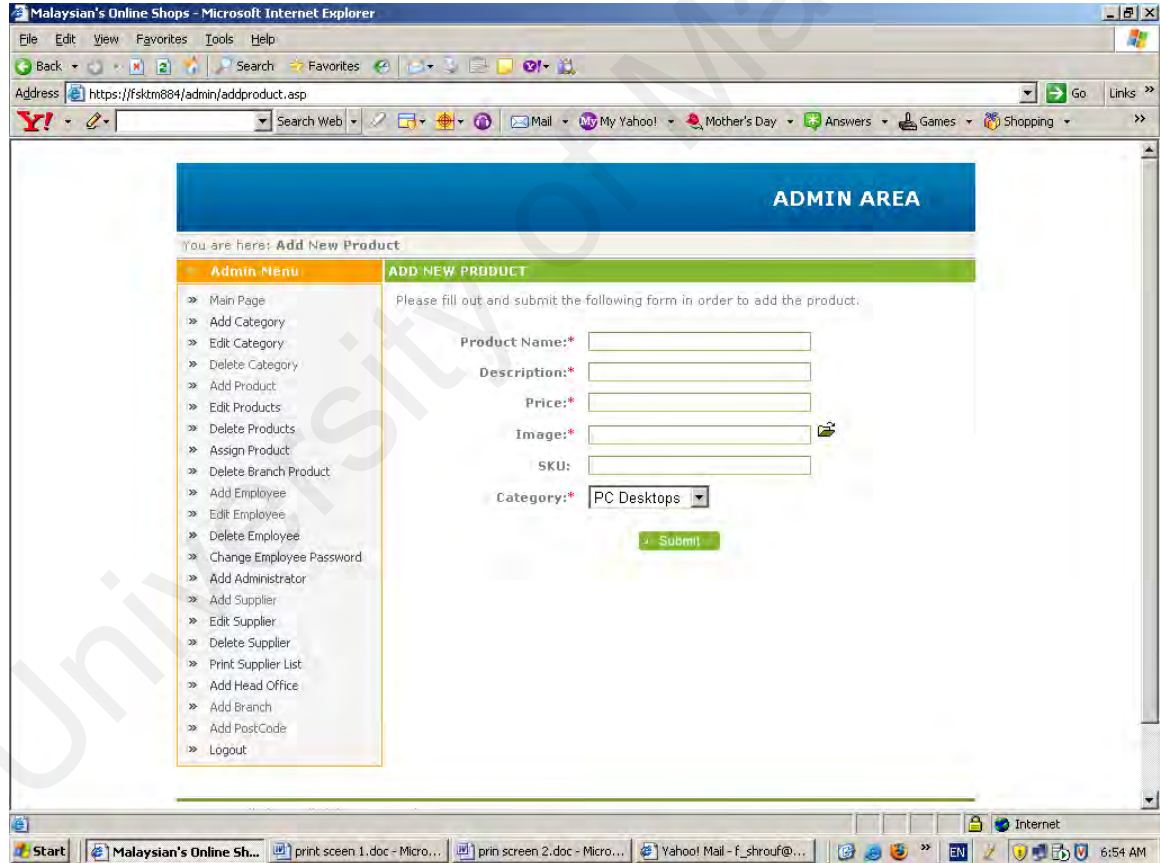 Malaysian's Online Shops - Microsoft Internet Explorer
File Edit View Favorites Tools Help
Back Search Favorites
Address https://fsktm884/admin/addproduct.asp Go Links »
Y! Search Web Mail My Yahoo! Mother's Day Answers Games Shopping »
ADMIN AREA
You are here: Add New Product
Admin Menu
ADD NEW PRODUCT
» Main Page
» Add Category
» Edit Category
» Delete Category
» Add Product
» Edit Products
» Delete Products
» Assign Product
» Delete Branch Product
» Add Employee
» Edit Employee
» Delete Employee
» Change Employee Password
» Add Administrator
» Add Supplier
» Edit Supplier
» Delete Supplier
» Print Supplier List
» Add Head Office
» Add Branch
» Add PostCode
» Logout
Please fill out and submit the following form in order to add the product.
Product Name:*
Description:*
Price:*
Image:*
SKU:
Category:* PC Desktops
Submit
Internet
Start Malaysian's Online Sh... print sceen 1.doc - Micro... prin screen 2.doc - Micro... Yahoo! Mail - f_shrouf@... » EN 6:54 AM
University of Ma